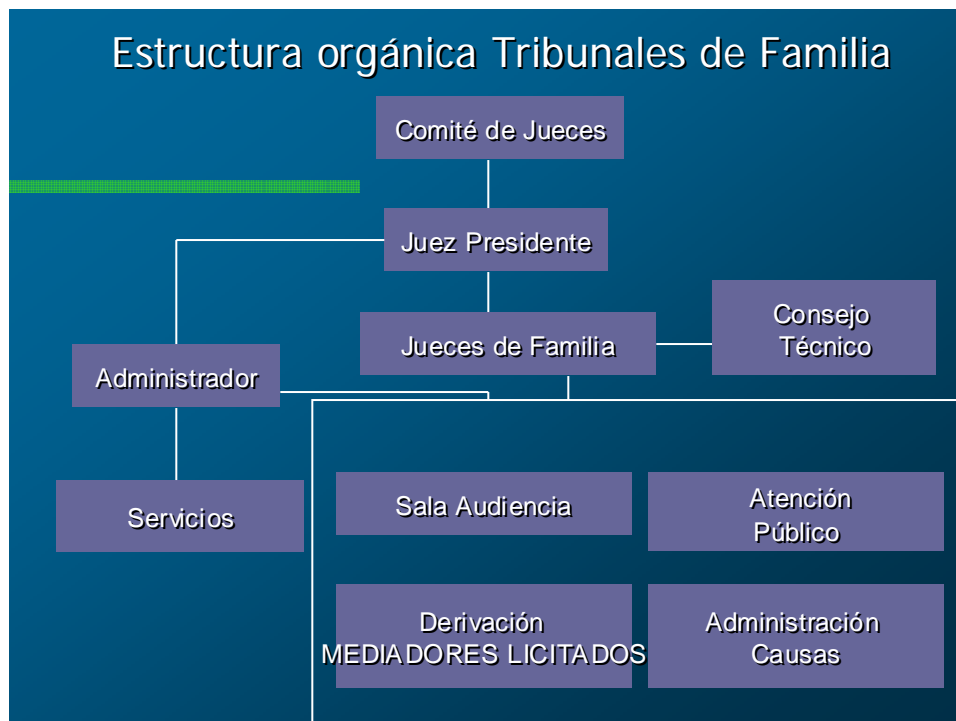 Estructura orgánica Tribunales de Familia
Comité de Jueces
Juez Presidente
Consejo
Técnico
Jueces de Familia
Administrador
Servicios
Sala Audiencia
Atención
Público
Derivación
MEDIADORES LICITADOS
Administración
Causas